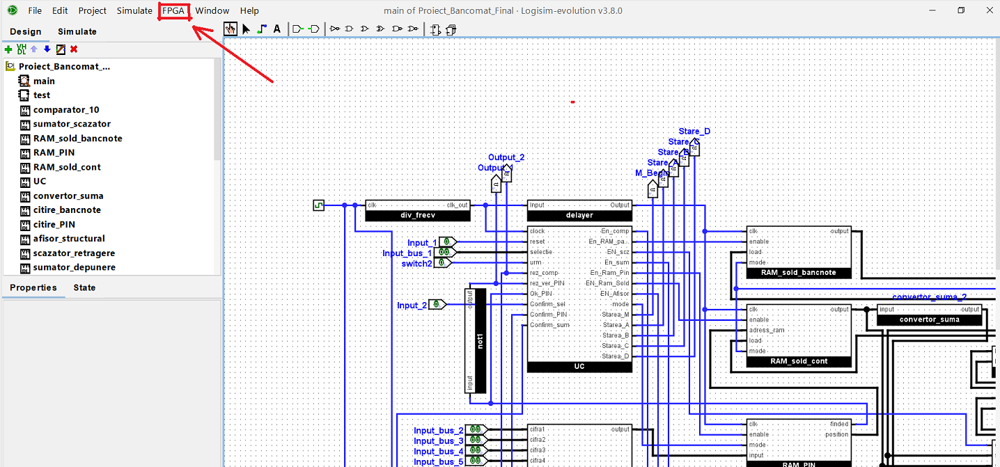 File Edit Project Simulate FPGA Window Help
main of Proiect_Bancomat_Final · Logisim-evolution v3.8.0
Design Simulate
A
VH
DL
Proiect_Bancomat_...
main
test
comparator_10
sumator_scazator
RAM_sold_bancnote
RAM_PIN
RAM_sold_cont
UC
convertor_suma
citire_bancnote
citire_PIN
afisor_structural
scazator_retragere
sumator_depunere
Properties State
Stare_D
Stare_C
Stare_B
Stare_A
M_Begin
Output_2
Output_1
clk clk_out
div_frecv
Input Output
delayer
clock En_comp
reset En_RAM_pa...
selectie EN_scz
urm En_sum
rez_comp En_Ram_Pin
rez_ver_PIN EN_Ram_Sold
Ok_PIN EN_Afisor
Confirm_sel mode
Confirm_PIN Starea_M
Confirm_sum Starea_A
Starea_B
Starea_C
Starea_D
UC
Input_1 0
Input_bus_1 00
switch2 0
Input_2 0
output
not1
input
clk output
enable
load
mode
RAM_sold_bancnote
clk output
enable
adress_ram
load
mode
RAM_sold_cont
convertor_suma_2
input output
convertor_suma
Input_bus_2 00
Input_bus_3 00
Input_bus_4 00
Input_bus_5 00
cifra1 output
cifra2
cifra3
cifra4
clk finded
enable position
mode
input
RAM_PIN